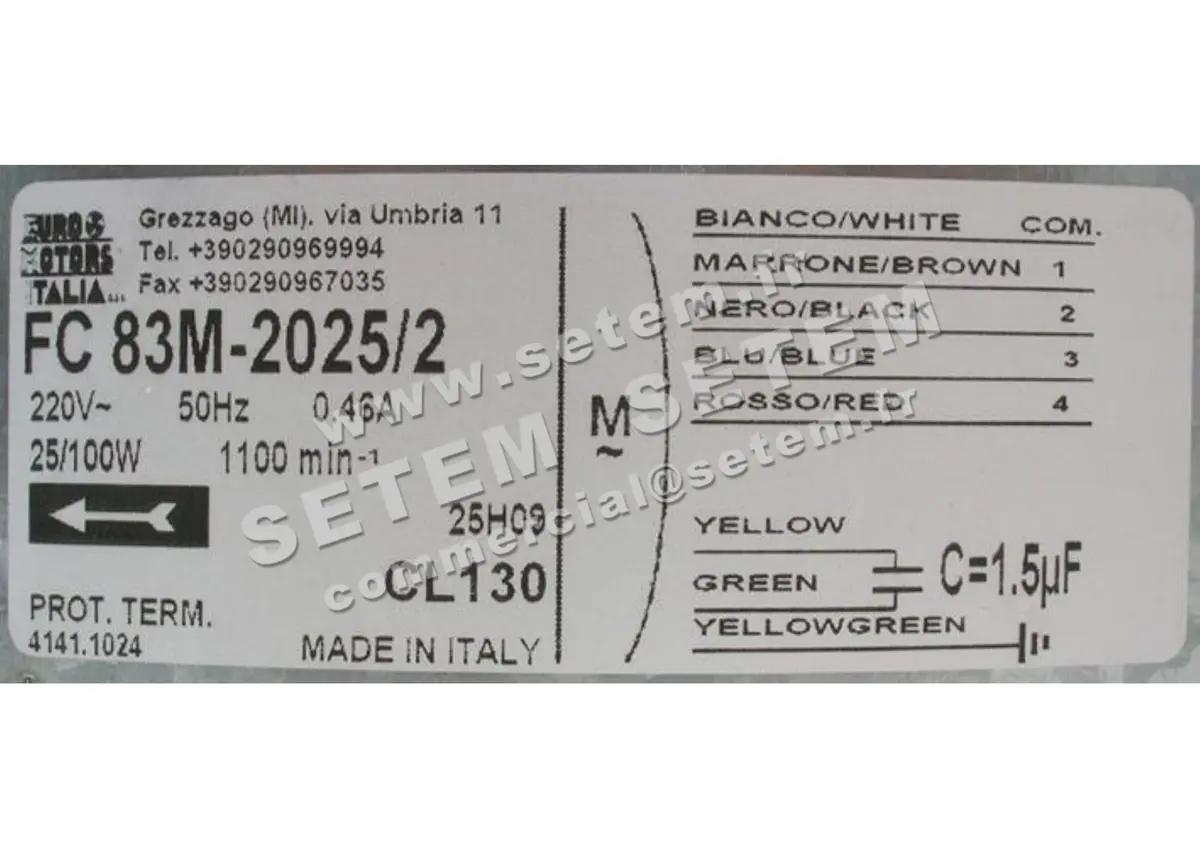 EURO
MOTORS
ITALIA s.r.l.
Grezzago (MI), via Umbria 11
Tel. +390290969994
Fax +390290967035
FC 83M-2025/2
220V~ 50Hz 0.46A
25/100W 1100 min-1
25H09
CL130
PROT. TERM.
4141.1024
MADE IN ITALY
M
~
BIANCO/WHITE COM.
MARRONE/BROWN 1
NERO/BLACK 2
BLU/BLUE 3
ROSSO/RED 4
YELLOW
GREEN
C=1.5µF
YELLOWGREEN
www.setem.fr
SETEM SETEM
commercial@setem.fr